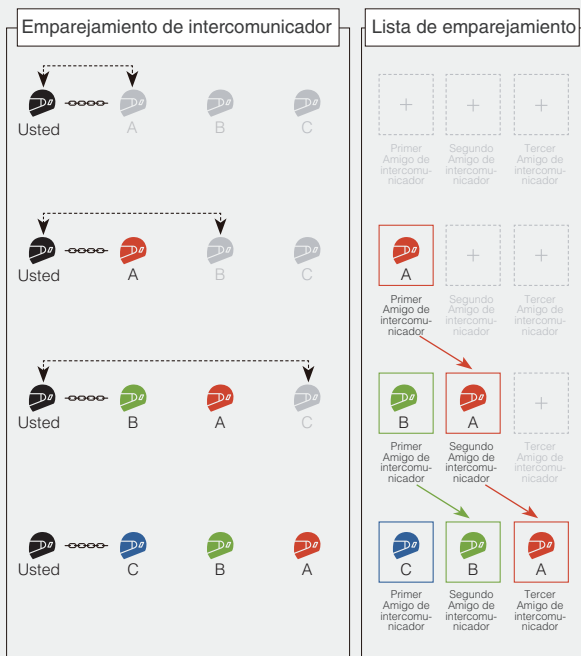 Emparejamiento de intercomunicador
Lista de emparejamiento
Usted A B C
+ + +
Primer Amigo de intercomu-nicador
Segundo Amigo de intercomu-nicador
Tercer Amigo de intercomu-nicador
Usted A B C
A + +
Primer Amigo de intercomu-nicador
Segundo Amigo de intercomu-nicador
Tercer Amigo de intercomu-nicador
Usted B A C
B A +
Primer Amigo de intercomu-nicador
Segundo Amigo de intercomu-nicador
Tercer Amigo de intercomu-nicador
Usted C B A
C B A
Primer Amigo de intercomu-nicador
Segundo Amigo de intercomu-nicador
Tercer Amigo de intercomu-nicador